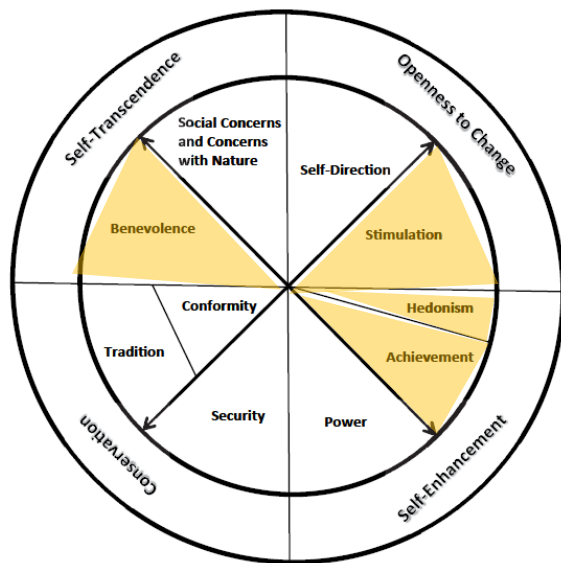 Self-Transcendence
Openness to Change
Social Concerns
and Concerns
with Nature
Self-Direction
Benevolence
Stimulation
Conformity
Hedonism
Tradition
Achievement
Security
Power
Conservation
Self-Enhancement